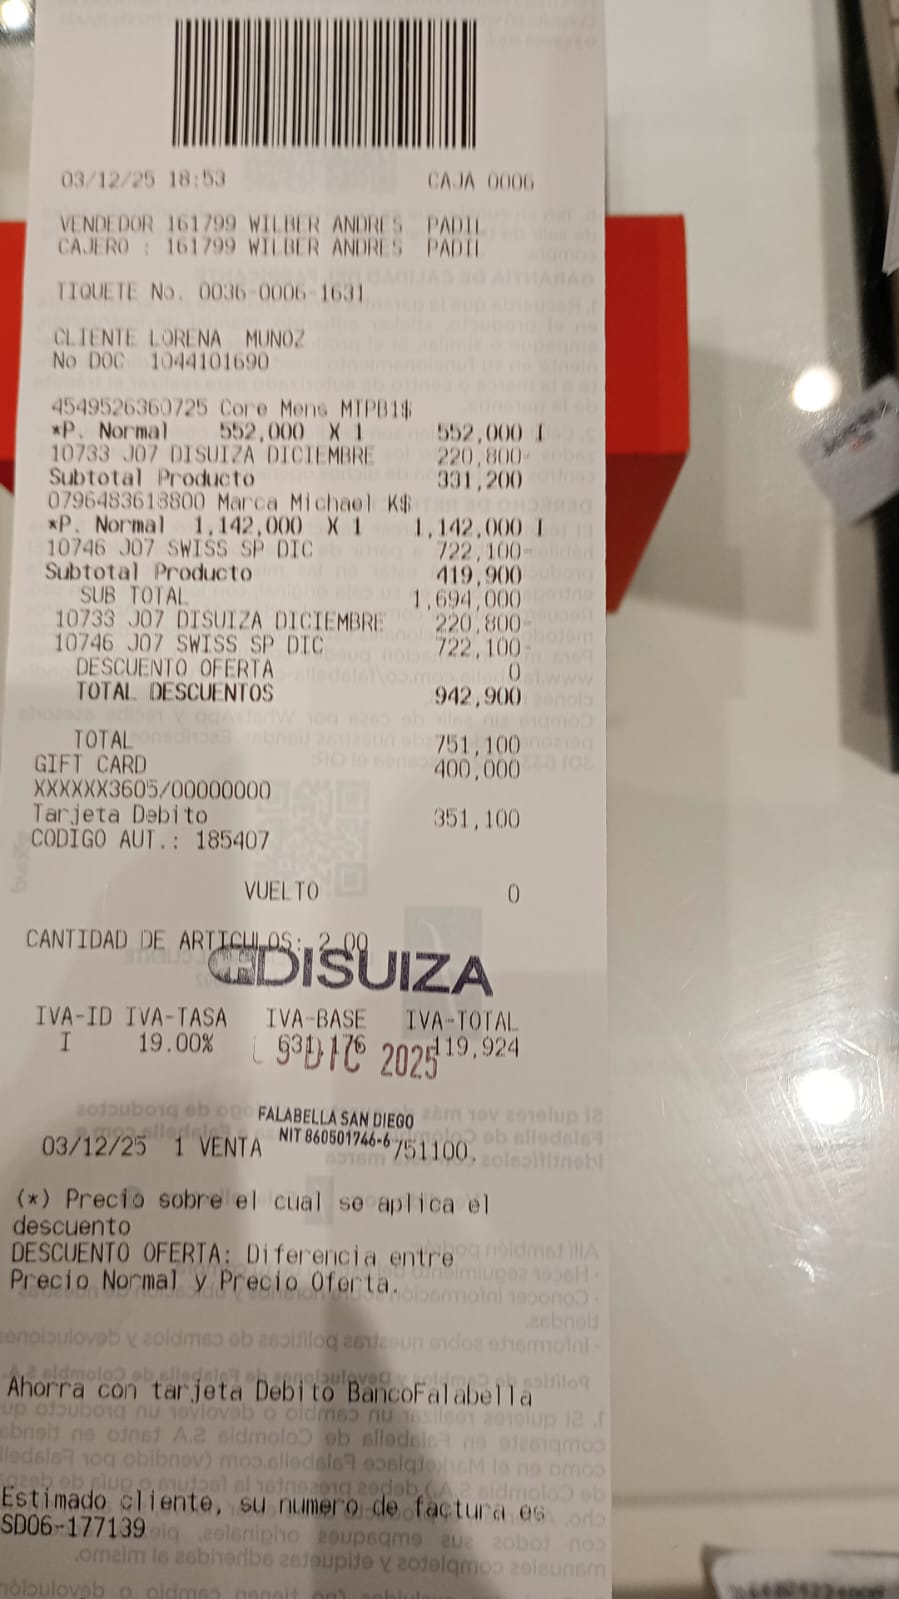 03/12/25 18:53 CAJA 0006
VENDEDOR 161799 WILBER ANDRES PADIL
CAJERO : 161799 WILBER ANDRES PADIL
TIQUETE No. 0036-0006-1631
CLIENTE LORENA MUNOZ
No DOC 1044101690
4549526360725 Core Mens MTPB1$
*P. Normal 552,000 X 1 552,000 I
10733 J07 DISUIZA DICIEMBRE 220,800-
Subtotal Producto 331,200
0796483613800 Marca Michael K$
*P. Normal 1,142,000 X 1 1,142,000 I
10746 J07 SWISS SP DIC 722,100-
Subtotal Producto 419,900
SUB TOTAL 1,694,000
10733 J07 DISUIZA DICIEMBRE 220,800-
10746 J07 SWISS SP DIC 722,100-
DESCUENTO OFERTA 0
TOTAL DESCUENTOS 942,900
TOTAL 751,100
GIFT CARD 400,000
XXXXXX3605/00000000
Tarjeta Debito 351,100
CODIGO AUT.: 185407
VUELTO 0
CANTIDAD DE ARTICULOS: 2.00
DISUIZA
IVA-ID IVA-TASA IVA-BASE IVA-TOTAL
I 19.00% 631,176 119,924
DIC 2025
FALABELLA SAN DIEGO
NIT 860501746-6
03/12/25 1 VENTA 751100.
(*) Precio sobre el cual se aplica el
descuento
DESCUENTO OFERTA: Diferencia entre
Precio Normal y Precio Oferta.
Ahorra con tarjeta Debito BancoFalabella
Estimado cliente, su numero de factura es
SD06-177139